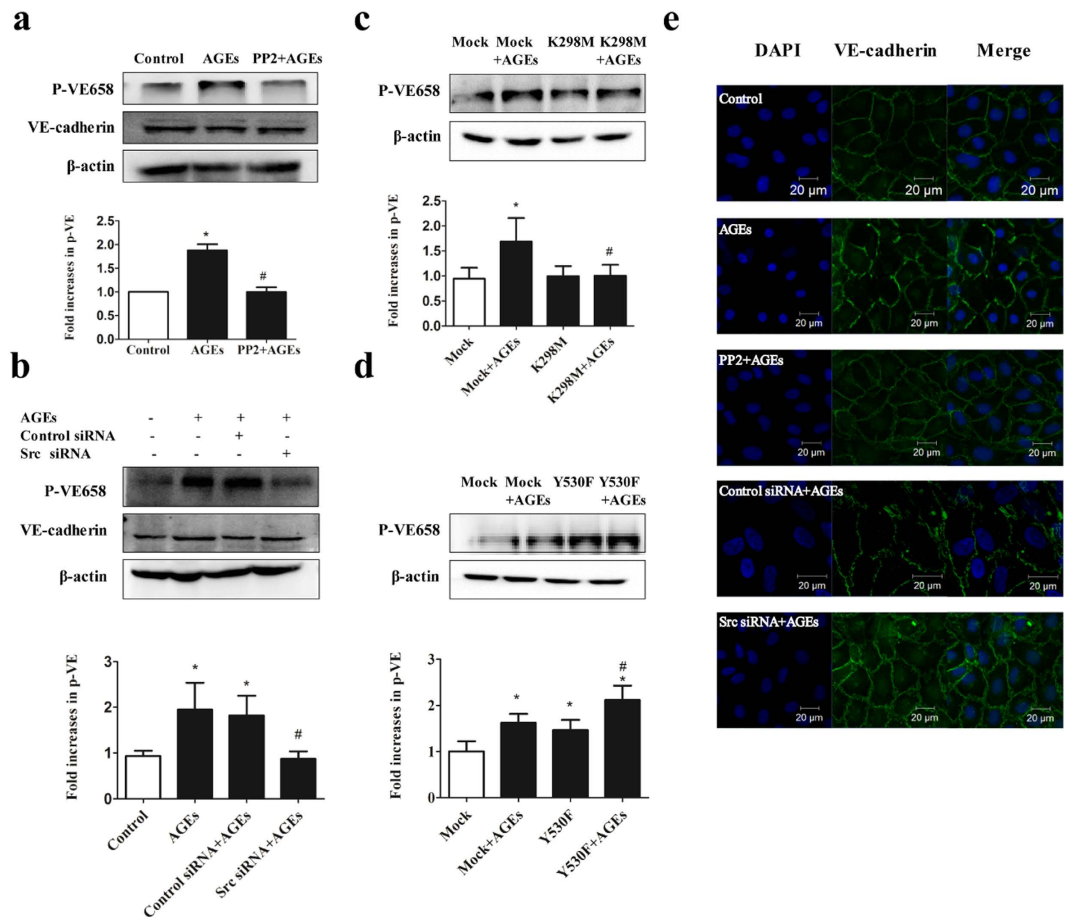 a
Control AGEs PP2+AGEs
P-VE658
VE-cadherin
β-actin
Fold increases in p-VE
2.5
2.0
1.5
1.0
0.5
0.0
*
#
Control AGEs PP2+AGEs
b
AGEs - + + +
Control siRNA - - + -
Src siRNA - - - +
P-VE658
VE-cadherin
β-actin
Fold increases in p-VE
3
2
1
0
*
*
#
Control
AGEs
Control siRNA+AGEs
Src siRNA+AGEs
c
Mock Mock K298M K298M
+AGEs +AGEs
P-VE658
β-actin
Fold increases in p-VE
2.5
2.0
1.5
1.0
0.5
0.0
*
#
Mock
Mock+AGEs
K298M
K298M+AGEs
d
Mock Mock Y530F Y530F
+AGEs +AGEs
P-VE658
β-actin
Fold increases in p-VE
3
2
1
0
*
*
#
*
Mock
Mock+AGEs
Y530F
Y530F+AGEs
e
DAPI VE-cadherin Merge
Control
20 µm 20 µm 20 µm
AGEs
20 µm 20 µm 20 µm
PP2+AGEs
20 µm 20 µm 20 µm
Control siRNA+AGEs
20 µm 20 µm 20 µm
Src siRNA+AGEs
20 µm 20 µm 20 µm